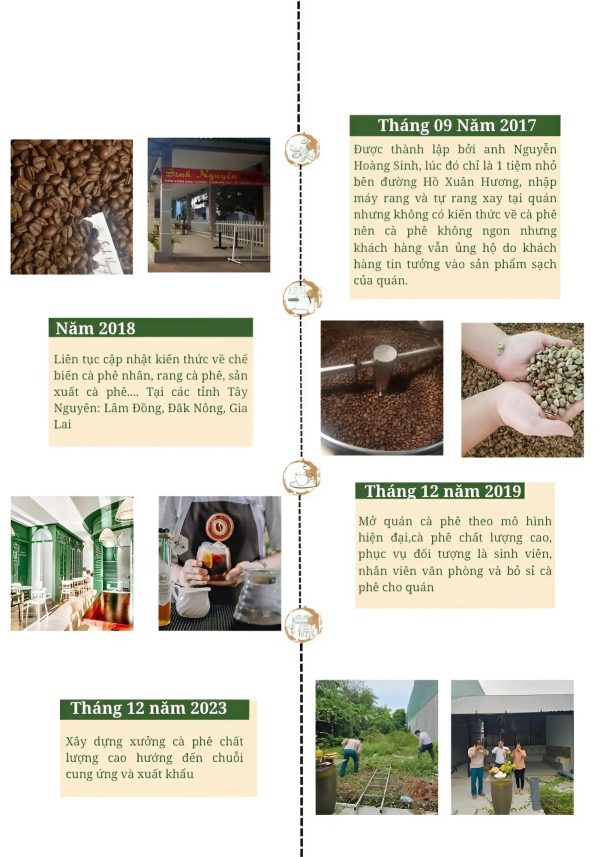 Tháng 09 Năm 2017
Được thành lập bởi anh Nguyễn
Hoàng Sinh, lúc đó chỉ là 1 tiệm nhỏ
bên đường Hồ Xuân Hương, nhập
máy rang và tự rang xay tại quán
nhưng không có kiến thức về cà phê
nên cà phê không ngon nhưng
khách hàng vẫn ủng hộ do khách
hàng tin tưởng vào sản phẩm sạch
của quán.
Sinh Nguyễn
Năm 2018
Liên tục cập nhật kiến thức về chế
biến cà phê nhân, rang cà phê, sản
xuất cà phê.... Tại các tỉnh Tây
Nguyên: Lâm Đồng, Đăk Nông, Gia
Lai
Tháng 12 năm 2019
Mở quán cà phê theo mô hình
hiện đại,cà phê chất lượng cao,
phục vụ đối tượng là sinh viên,
nhân viên văn phòng và bỏ sỉ cà
phê cho quán
Tháng 12 năm 2023
Xây dựng xưởng cà phê chất
lượng cao hướng đến chuỗi
cung ứng và xuất khẩu